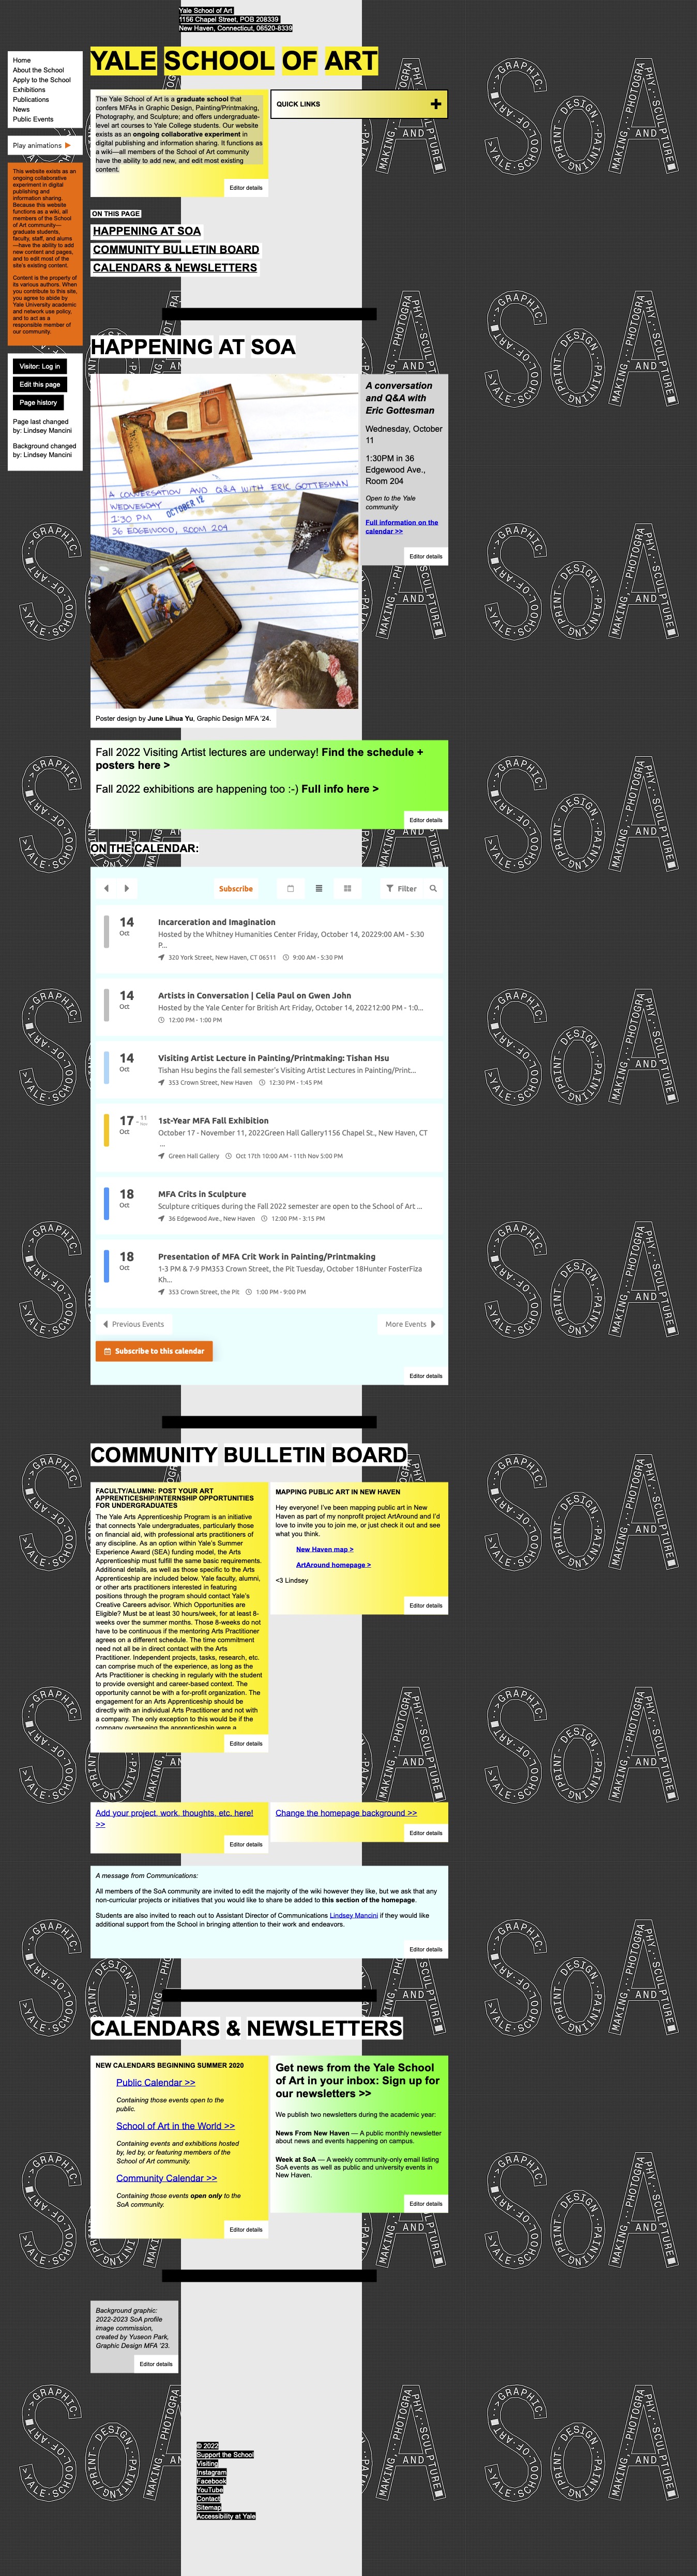 Yale School of Art
1156 Chapel Street, POB 208339
New Haven, Connecticut, 06520-8339
Home
About the School
Apply to the School
Exhibitions
Publications
News
Public Events
Play animations
This website exists as an
ongoing collaborative
experiment in digital
publishing and
information sharing.
Because this website
functions as a wiki, all
members of the School
of Art community—
graduate students,
faculty, staff, and alums
—have the ability to add
new content and pages,
and to edit most of the
site's existing content.
Content is the property of
its various authors. When
you contribute to this site,
you agree to abide by
Yale University academic
and network use policy,
and to act as a
responsible member of
our community.
Visitor: Log in
Edit this page
Page history
Page last changed
by: Lindsey Mancini
Background changed
by: Lindsey Mancini
YALE SCHOOL OF ART
The Yale School of Art is a graduate school that
confers MFAs in Graphic Design, Painting/Printmaking,
Photography, and Sculpture; and offers undergraduate-
level art courses to Yale College students. Our website
exists as an ongoing collaborative experiment in
digital publishing and information sharing. It functions as
a wiki—all members of the School of Art community
have the ability to add new, and edit most existing
content.
Editor details
QUICK LINKS
ON THIS PAGE
HAPPENING AT SOA
COMMUNITY BULLETIN BOARD
CALENDARS & NEWSLETTERS
HAPPENING AT SOA
A CONVERSATION AND Q&A WITH ERIC GOTTESMAN
WEDNESDAY OCTOBER 12
1:30 PM
36 EDGEWOOD, ROOM 204
A conversation
and Q&A with
Eric Gottesman
Wednesday, October
11
1:30PM in 36
Edgewood Ave.,
Room 204
Open to the Yale
community
Full information on the
calendar >>
Editor details
Poster design by June Lihua Yu, Graphic Design MFA '24.
Fall 2022 Visiting Artist lectures are underway! Find the schedule +
posters here >
Fall 2022 exhibitions are happening too :-) Full info here >
Editor details
ON THE CALENDAR:
Subscribe
Filter
14
Oct
Incarceration and Imagination
Hosted by the Whitney Humanities Center Friday, October 14, 20229:00 AM - 5:30
P...
320 York Street, New Haven, CT 06511 9:00 AM - 5:30 PM
14
Oct
Artists in Conversation | Celia Paul on Gwen John
Hosted by the Yale Center for British Art Friday, October 14, 202212:00 PM - 1:0...
12:00 PM - 1:00 PM
14
Oct
Visiting Artist Lecture in Painting/Printmaking: Tishan Hsu
Tishan Hsu begins the fall semester's Visiting Artist Lectures in Painting/Print...
353 Crown Street, New Haven 12:30 PM - 1:45 PM
17 - 11
Oct Nov
1st-Year MFA Fall Exhibition
October 17 - November 11, 2022Green Hall Gallery1156 Chapel St., New Haven, CT
...
Green Hall Gallery Oct 17th 10:00 AM - 11th Nov 5:00 PM
18
Oct
MFA Crits in Sculpture
Sculpture critiques during the Fall 2022 semester are open to the School of Art ...
36 Edgewood Ave., New Haven 12:00 PM - 3:15 PM
18
Oct
Presentation of MFA Crit Work in Painting/Printmaking
1-3 PM & 7-9 PM353 Crown Street, the Pit Tuesday, October 18Hunter FosterFiza
Kh...
353 Crown Street, the Pit 1:00 PM - 9:00 PM
Previous Events
More Events
Subscribe to this calendar
Editor details
COMMUNITY BULLETIN BOARD
FACULTY/ALUMNI: POST YOUR ART
APPRENTICESHIP/INTERNSHIP OPPORTUNITIES
FOR UNDERGRADUATES
The Yale Arts Apprenticeship Program is an initiative
that connects Yale undergraduates, particularly those
on financial aid, with professional arts practitioners of
any discipline. As an option within Yale's Summer
Experience Award (SEA) funding model, the Arts
Apprenticeship must fulfill the same basic requirements.
Additional details, as well as those specific to the Arts
Apprenticeship are included below. Yale faculty, alumni,
or other arts practitioners interested in featuring
positions through the program should contact Yale's
Creative Careers advisor. Which Opportunities are
Eligible? Must be at least 30 hours/week, for at least 8-
weeks over the summer months. Those 8-weeks do not
have to be continuous if the mentoring Arts Practitioner
agrees on a different schedule. The time commitment
need not all be in direct contact with the Arts
Practitioner. Independent projects, tasks, research, etc.
can comprise much of the experience, as long as the
Arts Practitioner is checking in regularly with the student
to provide oversight and career-based context. The
opportunity cannot be with a for-profit organization. The
engagement for an Arts Apprenticeship should be
directly with an individual Arts Practitioner and not with
a company. The only exception to this would be if the
company overseeing the apprenticeship were a
Editor details
MAPPING PUBLIC ART IN NEW HAVEN
Hey everyone! I've been mapping public art in New
Haven as part of my nonprofit project ArtAround and I'd
love to invite you to join me, or just check it out and see
what you think.
New Haven map >
ArtAround homepage >
<3 Lindsey
Editor details
Add your project, work, thoughts, etc. here!
>>
Editor details
Change the homepage background >>
Editor details
A message from Communications:
All members of the SoA community are invited to edit the majority of the wiki however they like, but we ask that any
non-curricular projects or initiatives that you would like to share be added to this section of the homepage.
Students are also invited to reach out to Assistant Director of Communications Lindsey Mancini if they would like
additional support from the School in bringing attention to their work and endeavors.
Editor details
CALENDARS & NEWSLETTERS
NEW CALENDARS BEGINNING SUMMER 2020
Public Calendar >>
Containing those events open to the
public.
School of Art in the World >>
Containing events and exhibitions hosted
by, led by, or featuring members of the
School of Art community.
Community Calendar >>
Containing those events open only to the
SoA community.
Editor details
Get news from the Yale School
of Art in your inbox: Sign up for
our newsletters >>
We publish two newsletters during the academic year:
News From New Haven — A public monthly newsletter
about news and events happening on campus.
Week at SoA — A weekly community-only email listing
SoA events as well as public and university events in
New Haven.
Editor details
Background graphic:
2022-2023 SoA profile
image commission,
created by Yuseon Park,
Graphic Design MFA '23.
Editor details
© 2022
Support the School
Visiting
Instagram
Facebook
YouTube
Contact
Sitemap
Accessibility at Yale